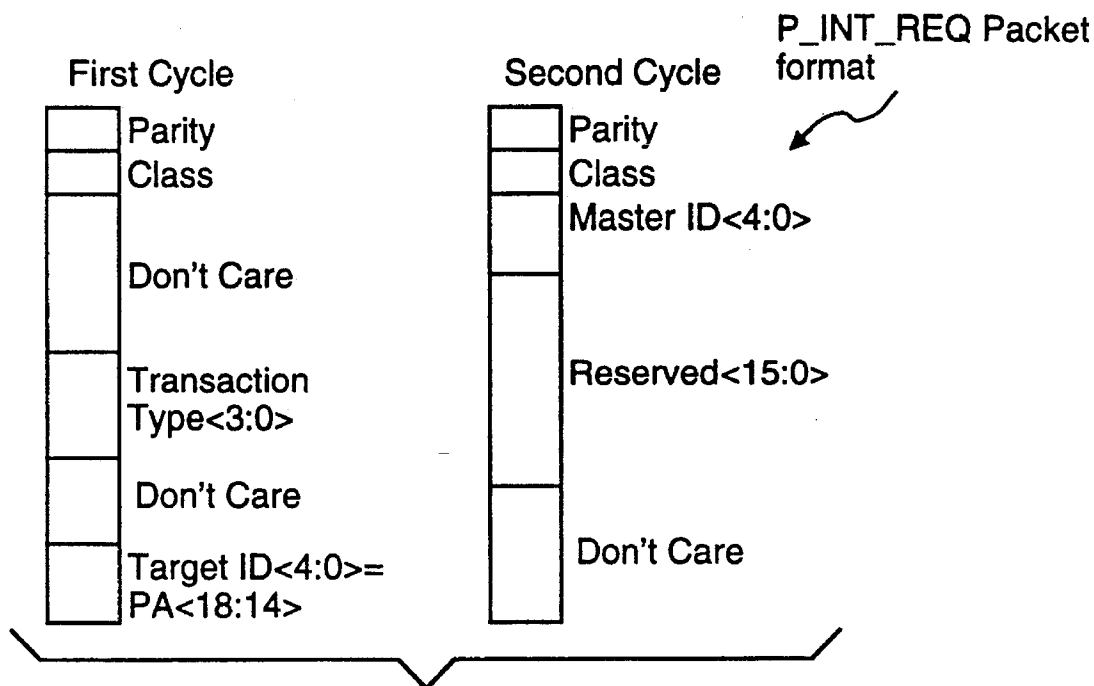 P_INT_REQ Packet
format
First Cycle
Parity
Class
Don't Care
Transaction
Type<3:0>
Don't Care
Target ID<4:0>=
PA<18:14>
Second Cycle
Parity
Class
Master ID<4:0>
Reserved<15:0>
Don't Care